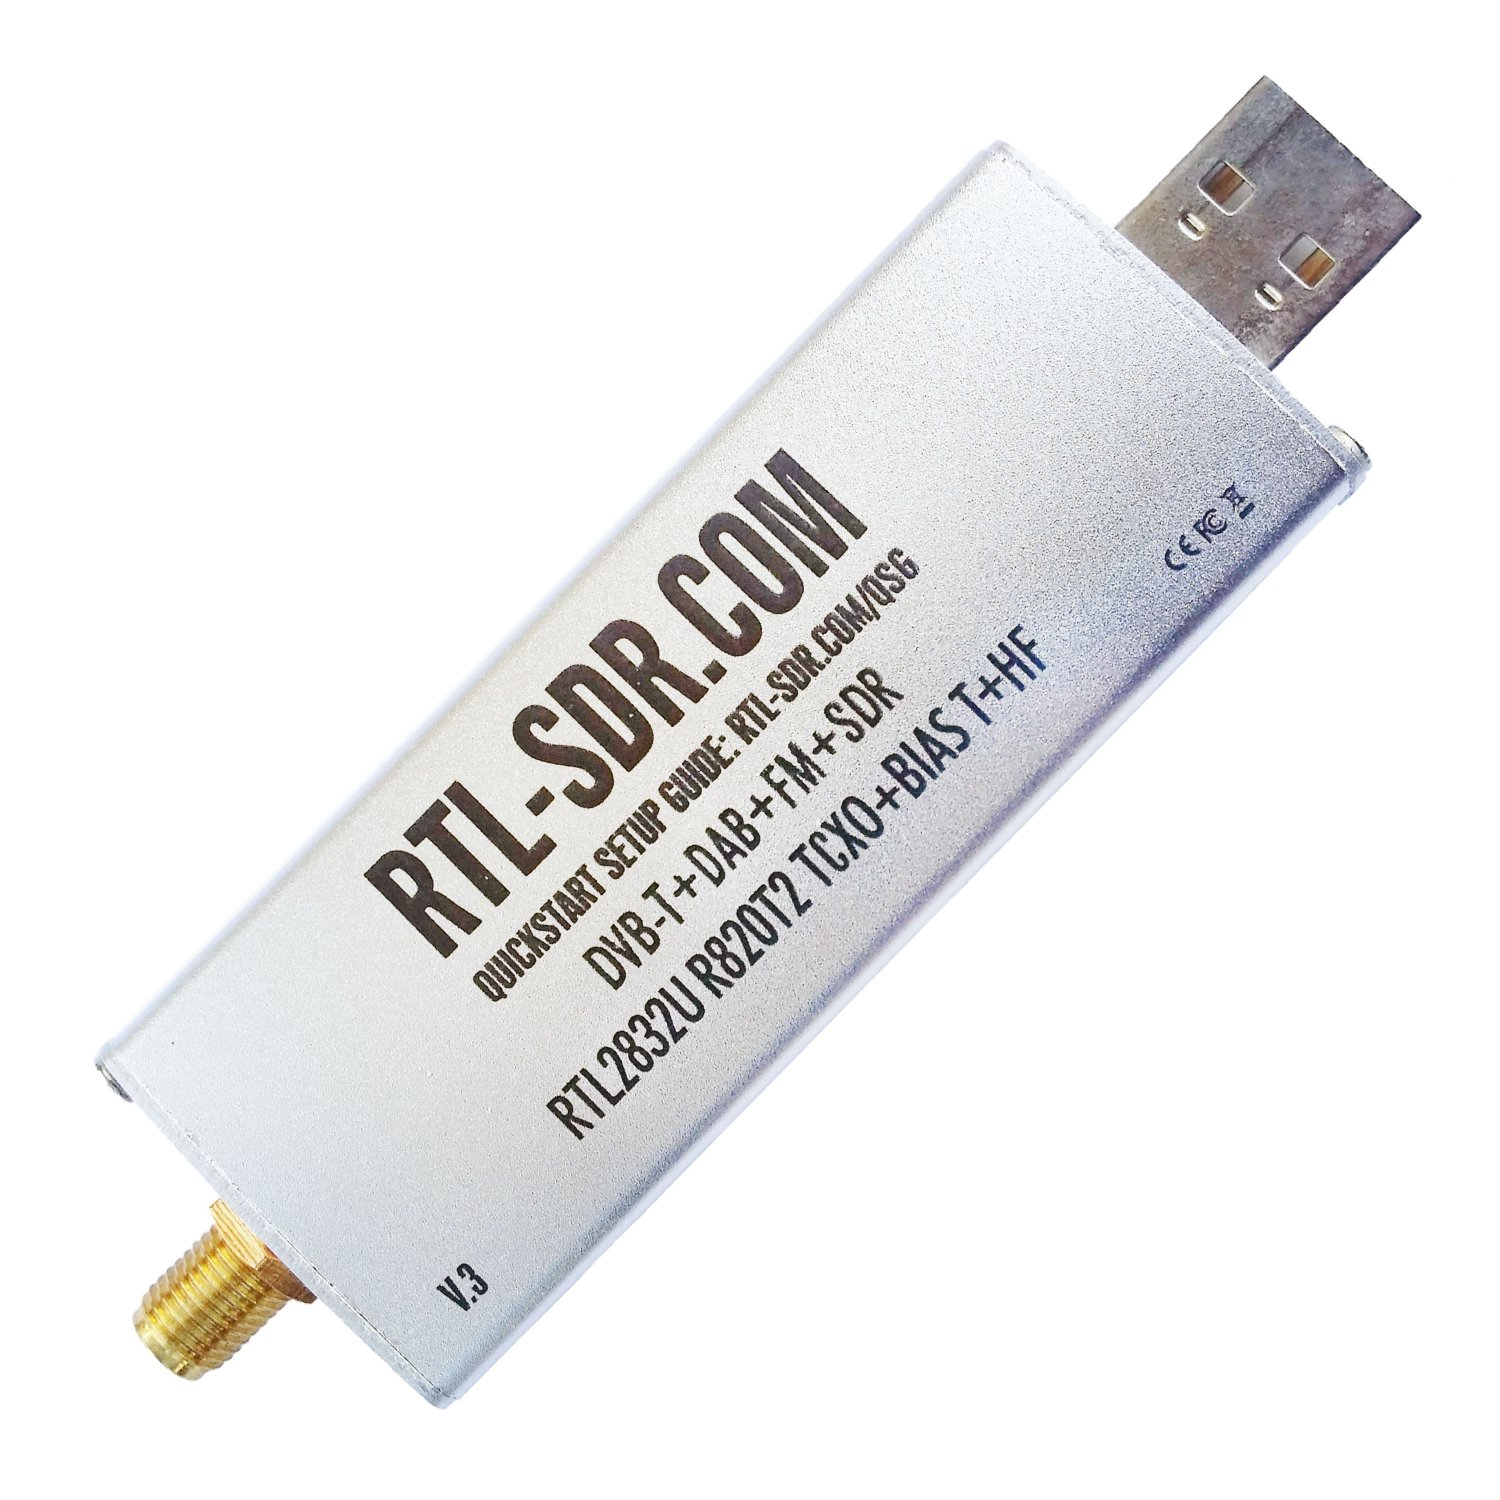 RTL-SDR.COM
QUICKSTART SETUP GUIDE: RTL-SDR.COM/QSG
DVB-T+DAB+FM+SDR
RTL2832U R820T2 TCXO+BIAS T+HF
V.3
CE FC